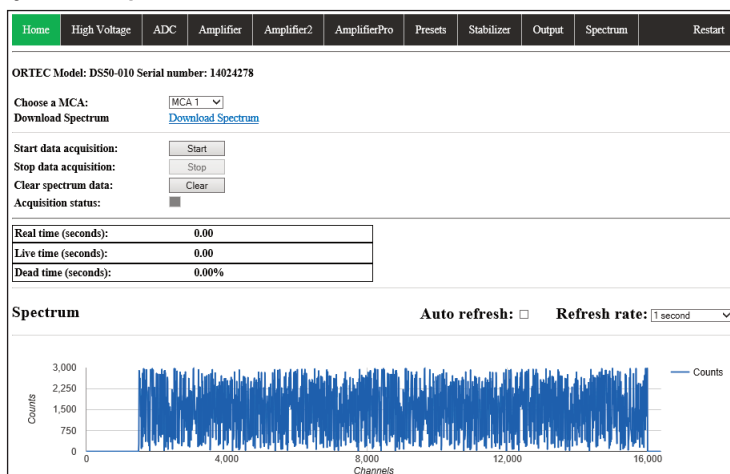 Home High Voltage ADC Amplifier Amplifier2 AmplifierPro Presets Stabilizer Output Spectrum Restart
ORTEC Model: DS50-010 Serial number: 14024278
Choose a MCA: MCA 1
Download Spectrum Download Spectrum
Start data acquisition: Start
Stop data acquisition: Stop
Clear spectrum data: Clear
Acquisition status:
Real time (seconds): 0.00
Live time (seconds): 0.00
Dead time (seconds): 0.00%
Spectrum Auto refresh: Refresh rate: 1 second
3,000
2,250
1,500
750
0
Counts
0 4,000 8,000 12,000 16,000
Channels
Counts